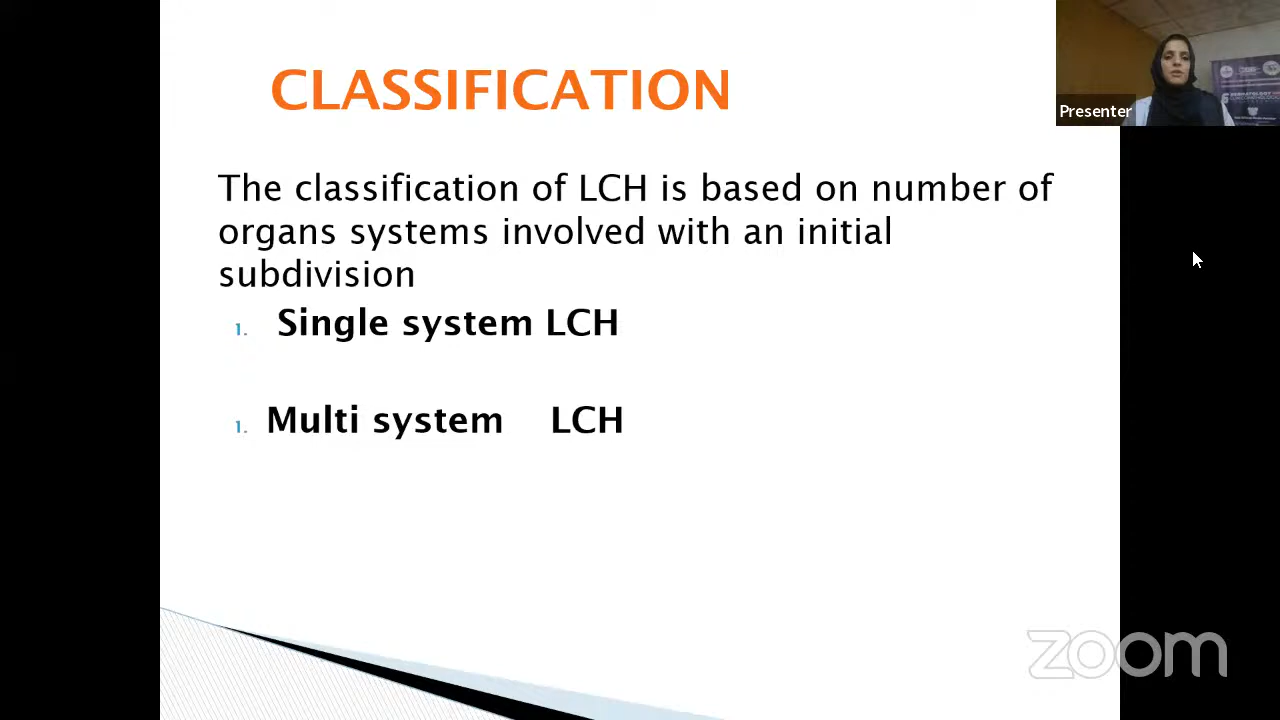 CLASSIFICATION
Presenter
The classification of LCH is based on number of
organs systems involved with an initial
subdivision
1. Single system LCH
1. Multi system LCH
zoom